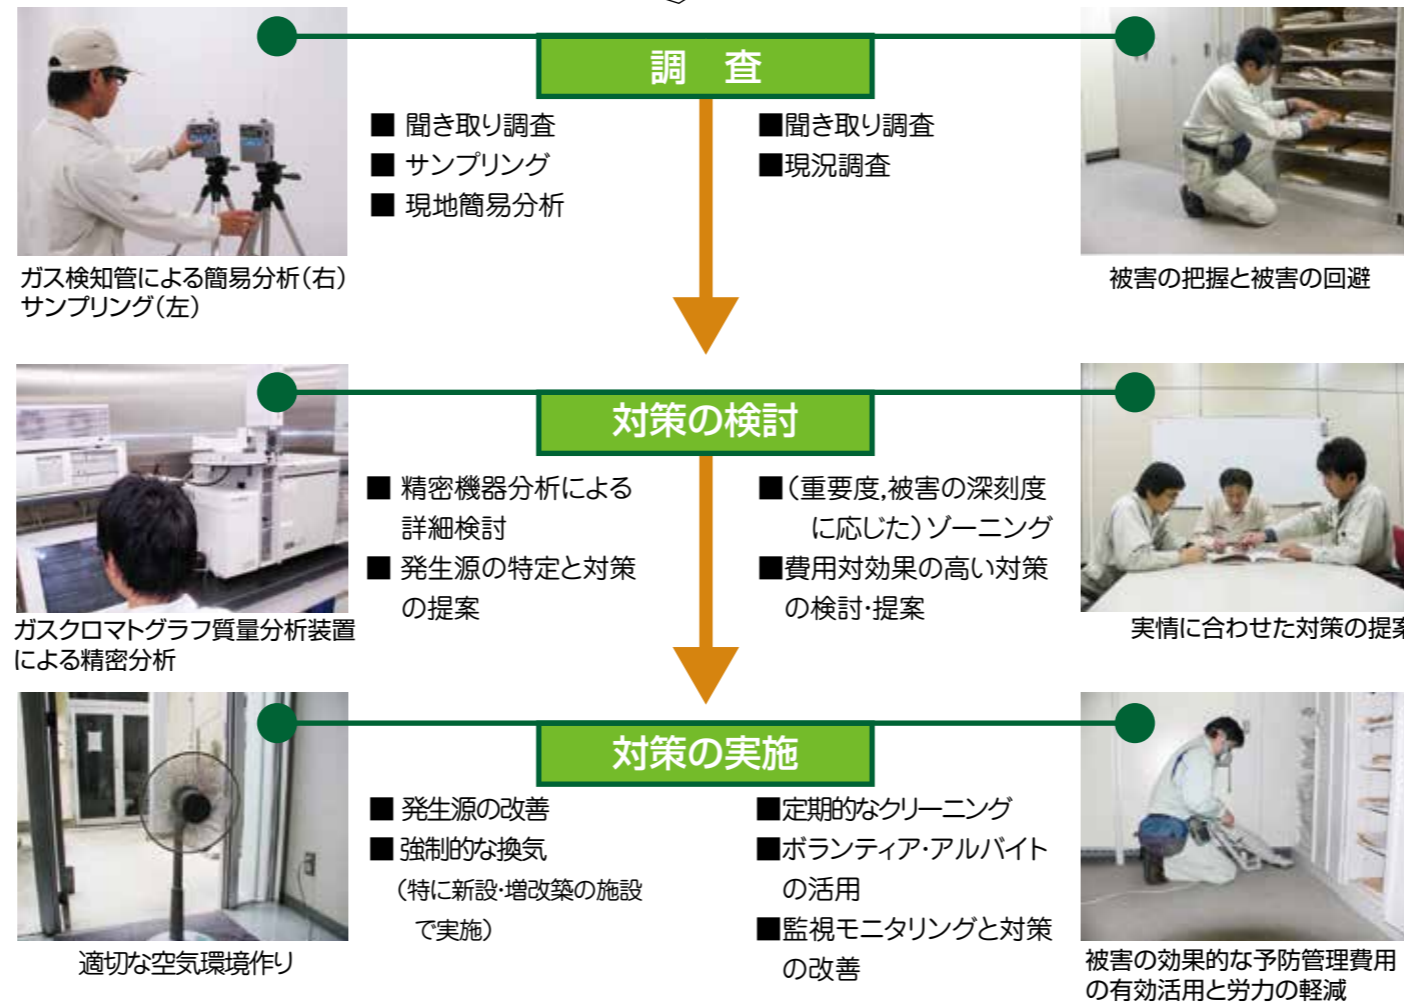 調 査
■ 聞き取り調査
■ サンプリング
■ 現地簡易分析
■聞き取り調査
■現況調査
ガス検知管による簡易分析(右)
サンプリング(左)
被害の把握と被害の回避
対策の検討
■ 精密機器分析による
詳細検討
■ 発生源の特定と対策
の提案
■(重要度,被害の深刻度
に応じた)ゾーニング
■費用対効果の高い対策
の検討・提案
ガスクロマトグラフ質量分析装置
による精密分析
実情に合わせた対策の提案
対策の実施
■ 発生源の改善
■ 強制的な換気
(特に新設・増改築の施設
で実施)
■定期的なクリーニング
■ボランティア・アルバイト
の活用
■監視モニタリングと対策
の改善
適切な空気環境作り
被害の効果的な予防管理費用
の有効活用と労力の軽減